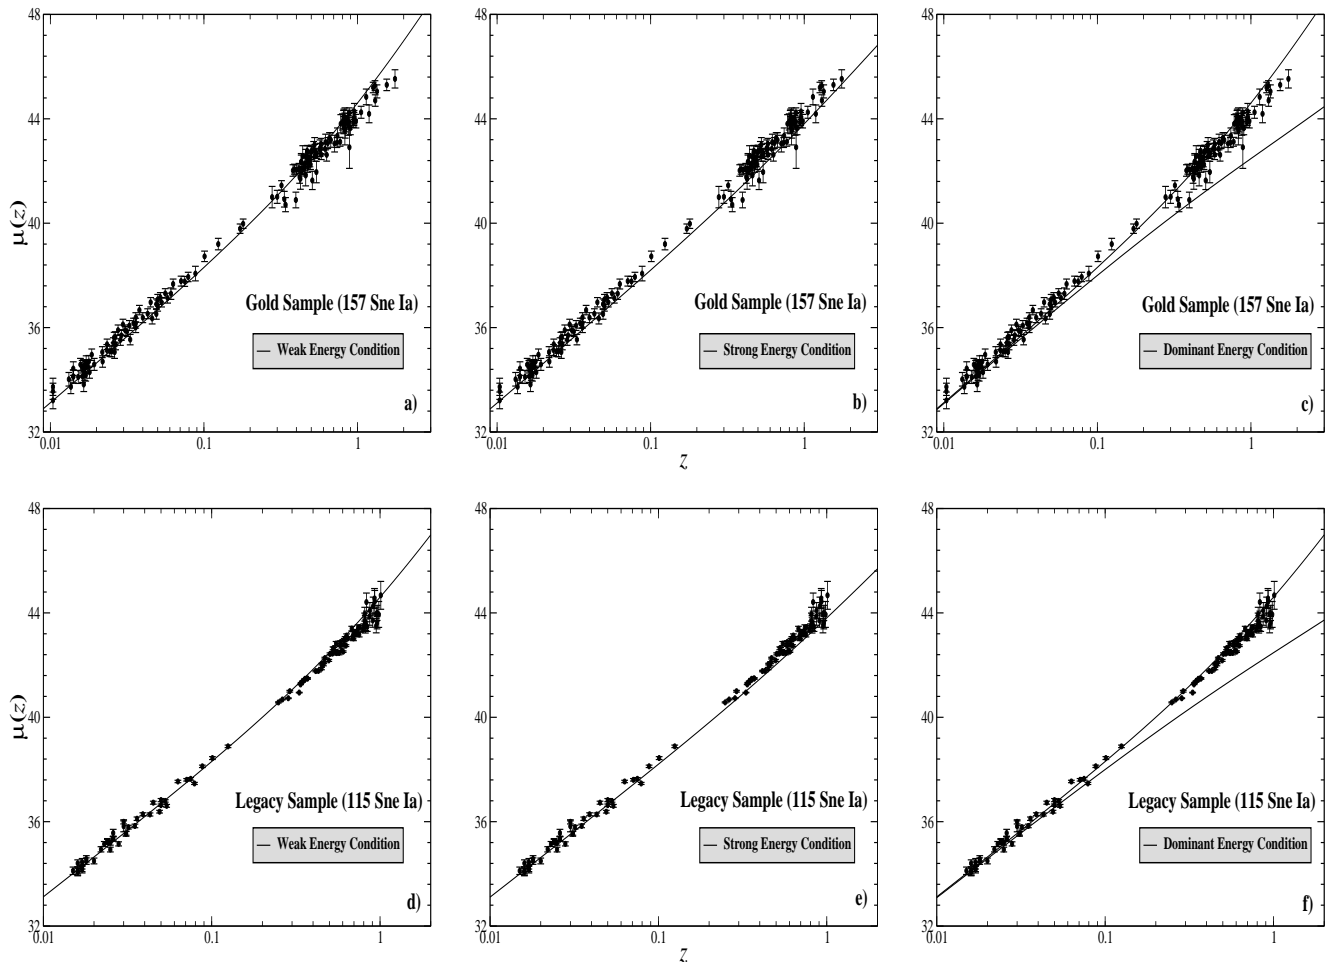 48
44
40
36
32
μ(z)
0.01
0.1
1
Gold Sample (157 Sne Ia)
— Weak Energy Condition
a)
48
44
40
36
32
0.01
0.1
1
z
Gold Sample (157 Sne Ia)
— Strong Energy Condition
b)
48
44
40
36
32
0.01
0.1
1
Gold Sample (157 Sne Ia)
— Dominant Energy Condition
c)
48
44
40
36
32
μ(z)
0.01
0.1
1
Legacy Sample (115 Sne Ia)
— Weak Energy Condition
d)
48
44
40
36
32
0.01
0.1
1
z
Legacy Sample (115 Sne Ia)
— Strong Energy Condition
e)
48
44
40
36
32
0.01
0.1
1
Legacy Sample (115 Sne Ia)
— Dominant Energy Condition
f)